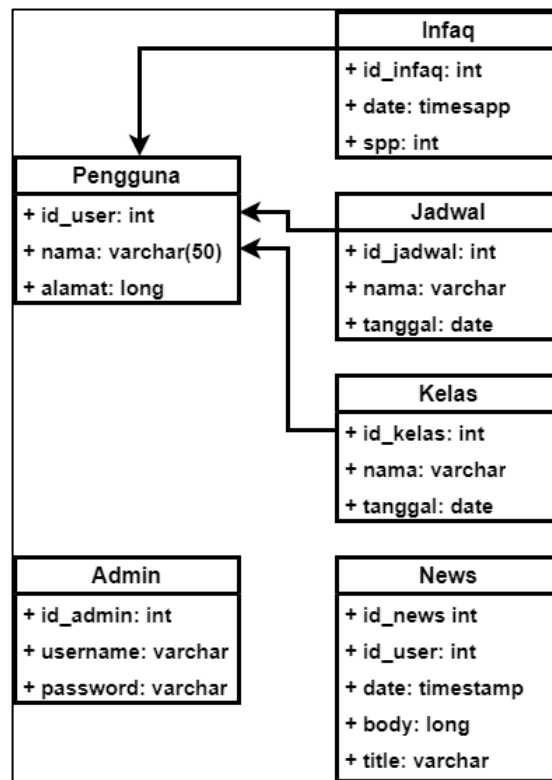 Infaq
+ id_infaq: int
+ date: timesapp
+ spp: int
Pengguna
+ id_user: int
+ nama: varchar(50)
+ alamat: long
Jadwal
+ id_jadwal: int
+ nama: varchar
+ tanggal: date
Kelas
+ id_kelas: int
+ nama: varchar
+ tanggal: date
Admin
+ id_admin: int
+ username: varchar
+ password: varchar
News
+ id_news int
+ id_user: int
+ date: timestamp
+ body: long
+ title: varchar